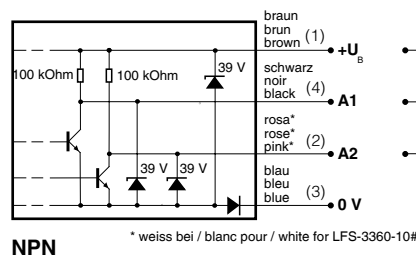 braun
brun
brown (1) +UB
100 kOhm 100 kOhm 39 V
schwarz
noir
black (4) A1
rosa*
rose*
pink* (2) A2
39 V 39 V
blau
bleu
blue (3) 0 V
* weiss bei / blanc pour / white for LFS-3360-10#
NPN